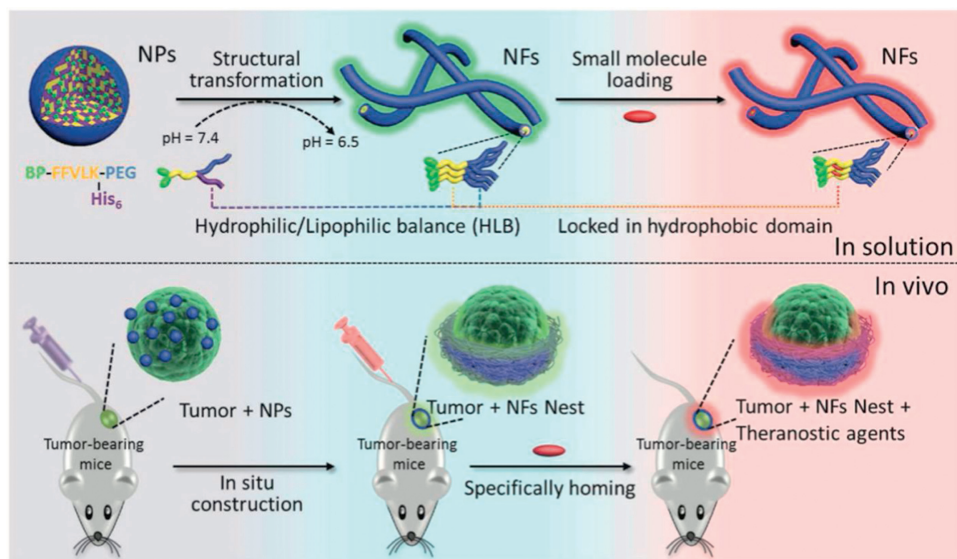 NPs
Structural
transformation
pH = 7.4
pH = 6.5
NFs
Small molecule
loading
NFs
BP-FFVLK-PEG
His6
Hydrophilic/Lipophilic balance (HLB)
Locked in hydrophobic domain
In solution
In vivo
Tumor + NPs
Tumor-bearing
mice
In situ
construction
Tumor + NFs Nest
Tumor-bearing
mice
Specifically homing
Tumor + NFs Nest +
Theranostic agents
Tumor-bearing
mice